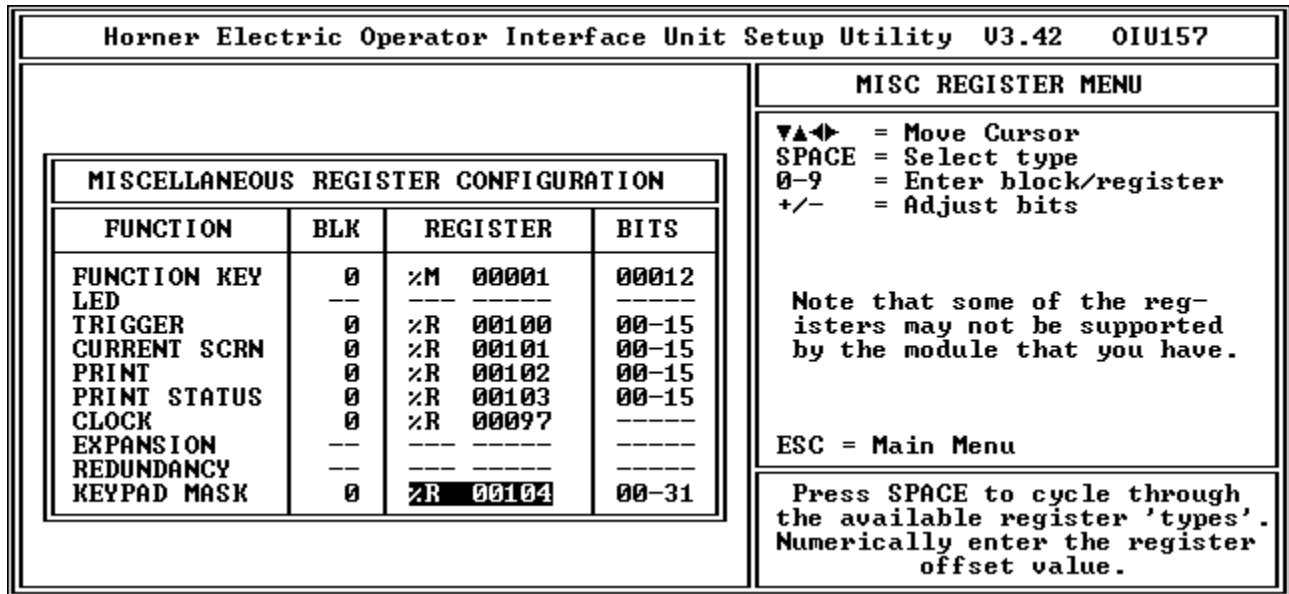 Horner Electric Operator Interface Unit Setup Utility V3.42 OIU157
MISCELLANEOUS REGISTER CONFIGURATION
FUNCTION BLK REGISTER BITS
FUNCTION KEY 0 %M 00001 00012
LED -- --- ----- -----
TRIGGER 0 %R 00100 00-15
CURRENT SCRN 0 %R 00101 00-15
PRINT 0 %R 00102 00-15
PRINT STATUS 0 %R 00103 00-15
CLOCK 0 %R 00097 -----
EXPANSION -- --- ----- -----
REDUNDANCY -- --- ----- -----
KEYPAD MASK 0 %R 00104 00-31
MISC REGISTER MENU
▼▲◄► = Move Cursor
SPACE = Select type
0-9 = Enter block/register
+/- = Adjust bits
Note that some of the reg-
isters may not be supported
by the module that you have.
ESC = Main Menu
Press SPACE to cycle through
the available register 'types'.
Numerically enter the register
offset value.